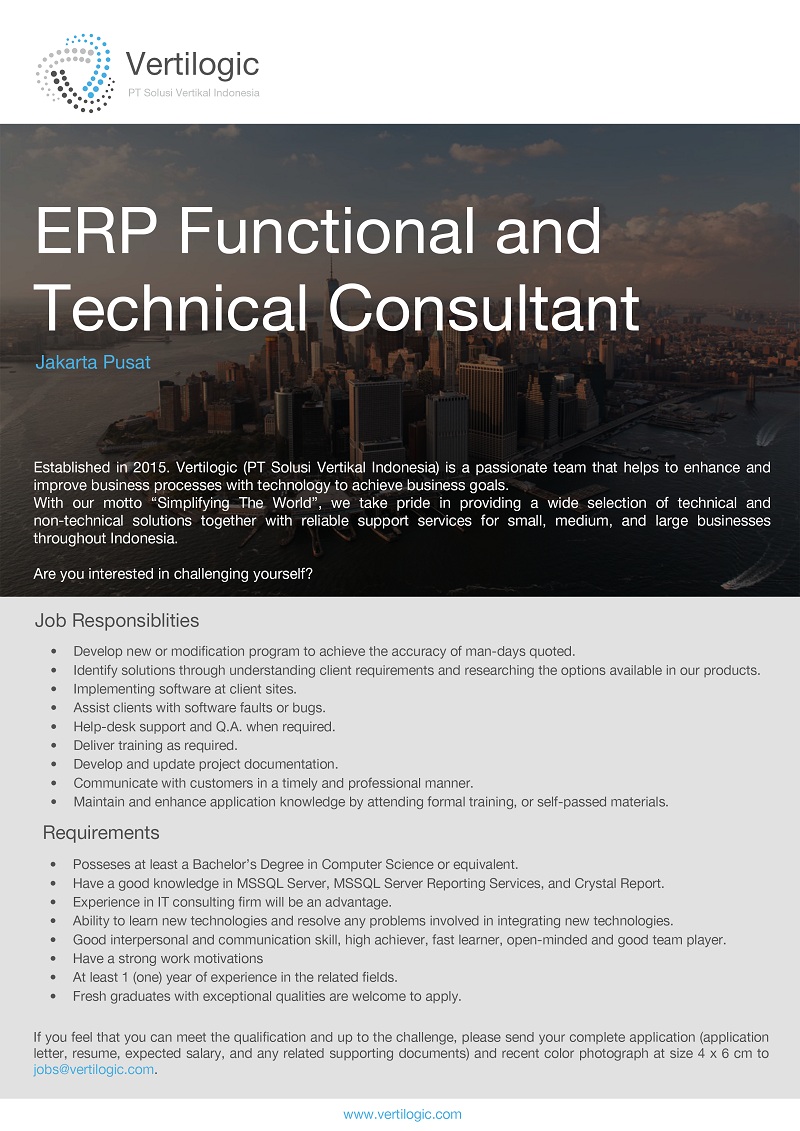 Vertilogic
PT Solusi Vertikal Indonesia
ERP Functional and
Technical Consultant
Jakarta Pusat
Established in 2015. Vertilogic (PT Solusi Vertikal Indonesia) is a passionate team that helps to enhance and
improve business processes with technology to achieve business goals.
With our motto “Simplifying The World”, we take pride in providing a wide selection of technical and
non-technical solutions together with reliable support services for small, medium, and large businesses
throughout Indonesia.
Are you interested in challenging yourself?
Job Responsiblities
• Develop new or modification program to achieve the accuracy of man-days quoted.
• Identify solutions through understanding client requirements and researching the options available in our products.
• Implementing software at client sites.
• Assist clients with software faults or bugs.
• Help-desk support and Q.A. when required.
• Deliver training as required.
• Develop and update project documentation.
• Communicate with customers in a timely and professional manner.
• Maintain and enhance application knowledge by attending formal training, or self-passed materials.
Requirements
• Posseses at least a Bachelor’s Degree in Computer Science or equivalent.
• Have a good knowledge in MSSQL Server, MSSQL Server Reporting Services, and Crystal Report.
• Experience in IT consulting firm will be an advantage.
• Ability to learn new technologies and resolve any problems involved in integrating new technologies.
• Good interpersonal and communication skill, high achiever, fast learner, open-minded and good team player.
• Have a strong work motivations
• At least 1 (one) year of experience in the related fields.
• Fresh graduates with exceptional qualities are welcome to apply.
If you feel that you can meet the qualification and up to the challenge, please send your complete application (application
letter, resume, expected salary, and any related supporting documents) and recent color photograph at size 4 x 6 cm to
jobs@vertilogic.com.
www.vertilogic.com